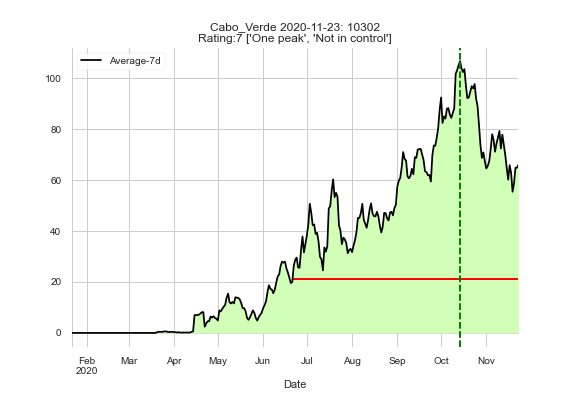 Cabo_Verde 2020-11-23: 10302
Rating:7 ['One peak', 'Not in control']
Average-7d
100
80
60
40
20
0
Feb Mar Apr May Jun Jul Aug Sep Oct Nov
2020
Date